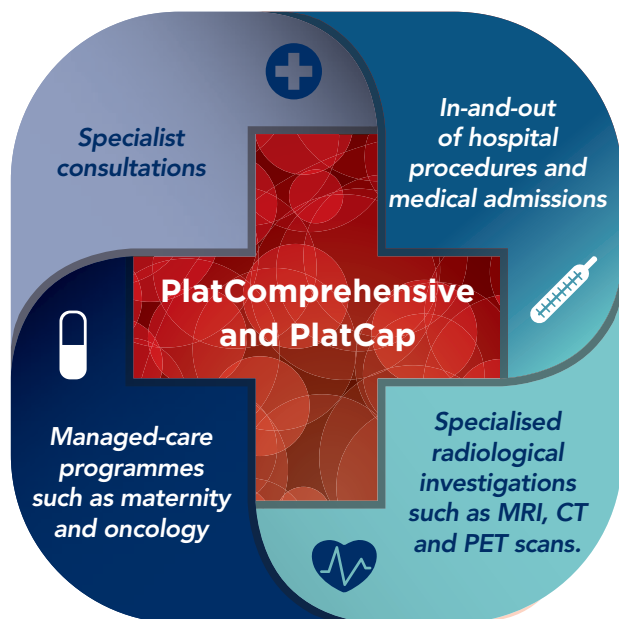 Specialist
consultations
In-and-out
of hospital
procedures and
medical admissions
PlatComprehensive
and PlatCap
Managed-care
programmes
such as maternity
and oncology
Specialised
radiological
investigations
such as MRI, CT
and PET scans.